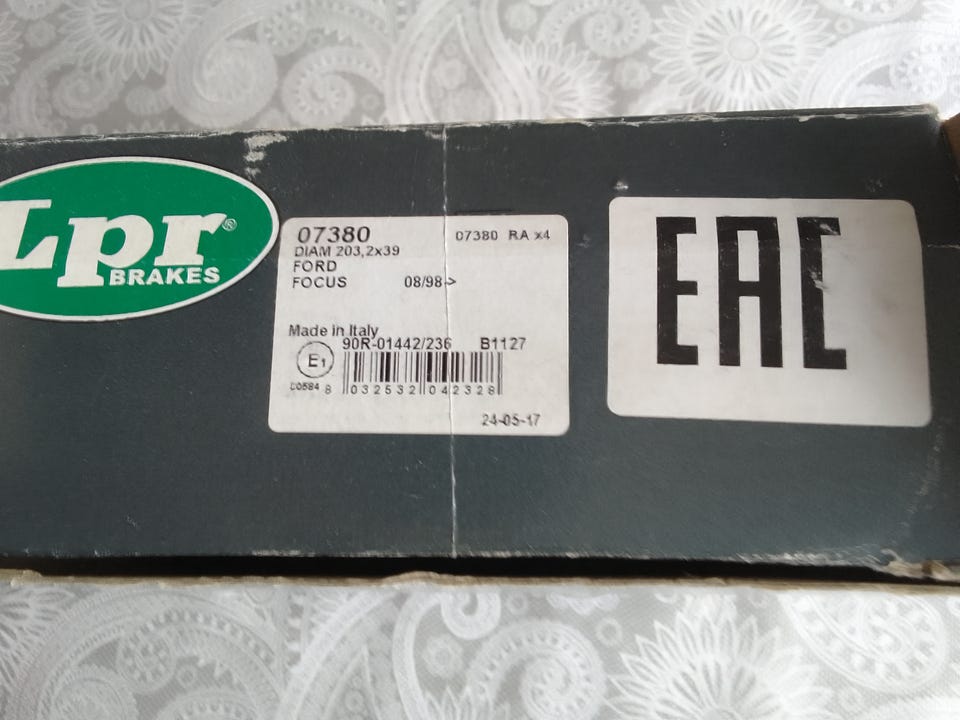 Lpr®
BRAKES
07380 07380 RA x4
DIAM 203,2x39
FORD
FOCUS 08/98->
Made in Italy
90R-01442/236 B1127
E1
C0584 8 032532 042328
24-05-17
EAC